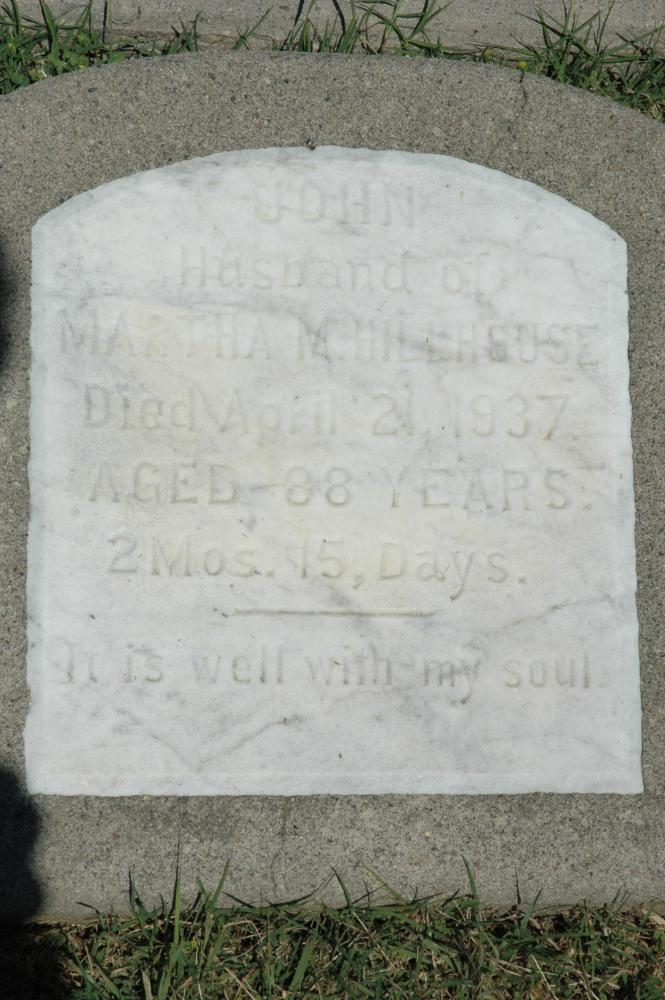 JOHN
Husband of
MARTHA M. HILLHOUSE
Died April 21, 1937.
AGED 88 YEARS.
2 Mos. 15, Days.
It is well with my soul.